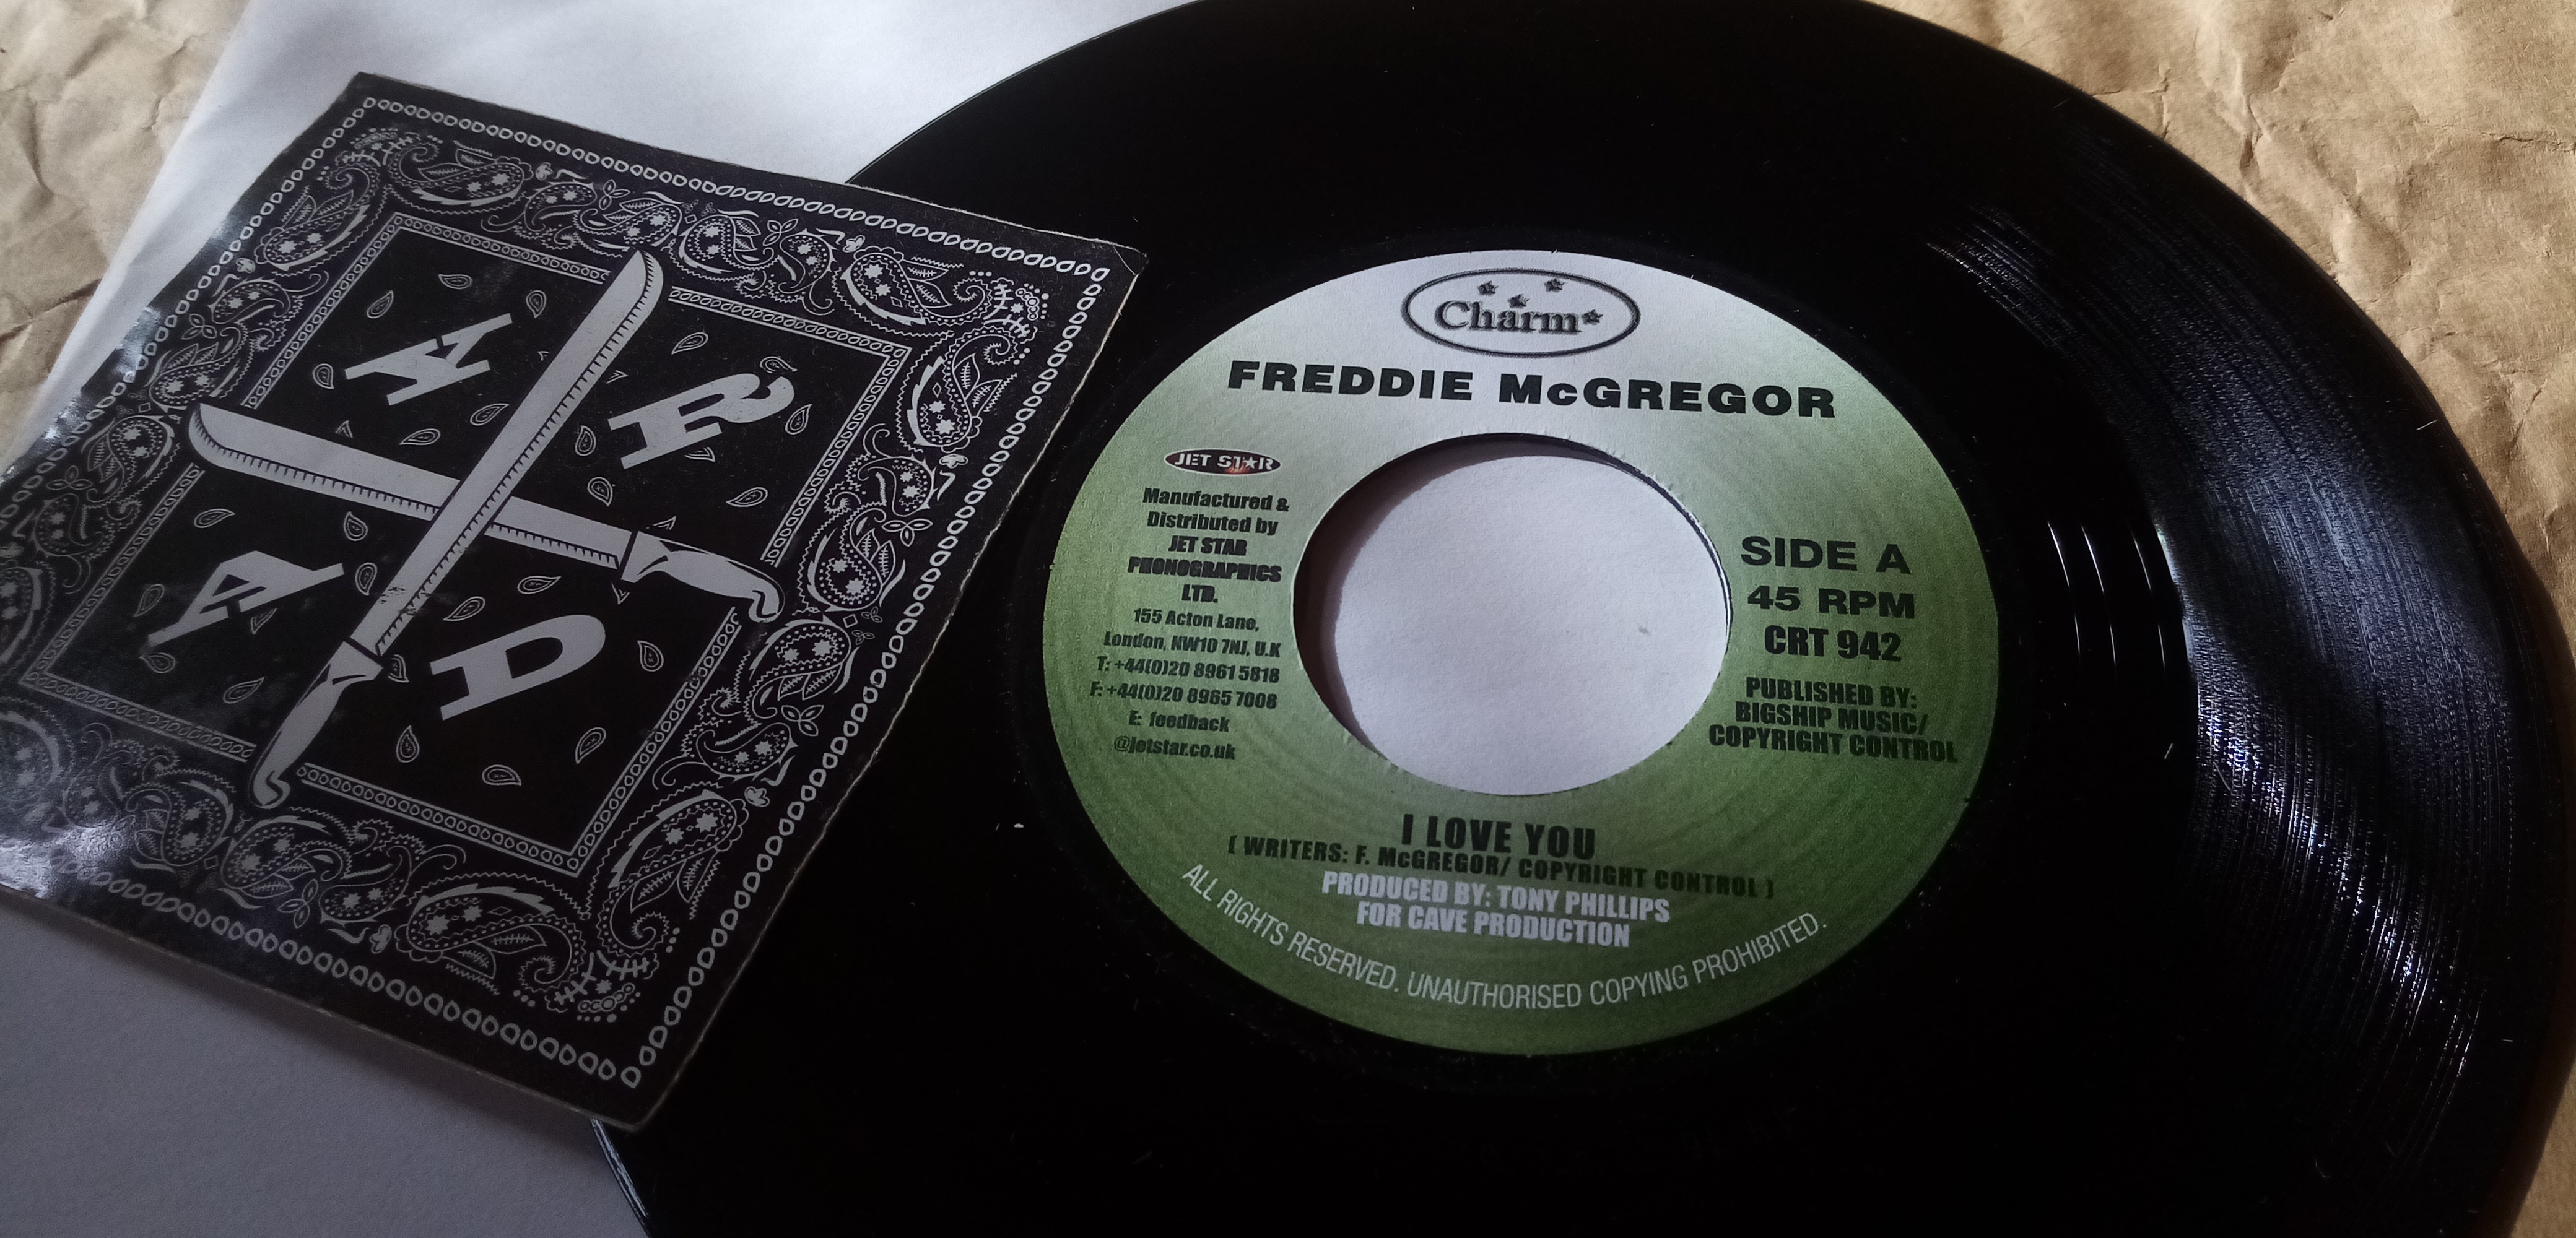 A R
A D
Charm
FREDDIE McGREGOR
JET STAR
Manufactured &
Distributed by
JET STAR
PHONOGRAPHICS
LTD.
155 Acton Lane,
London, NW10 7NJ, U.K
T: +44(0)20 8961 5818
F: +44(0)20 8965 7008
E: feedback
@jetstar.co.uk
SIDE A
45 RPM
CRT 942
PUBLISHED BY:
BIGSHIP MUSIC/
COPYRIGHT CONTROL
I LOVE YOU
( WRITERS: F. McGREGOR/ COPYRIGHT CONTROL )
PRODUCED BY: TONY PHILLIPS
FOR CAVE PRODUCTION
ALL RIGHTS RESERVED. UNAUTHORISED COPYING PROHIBITED.